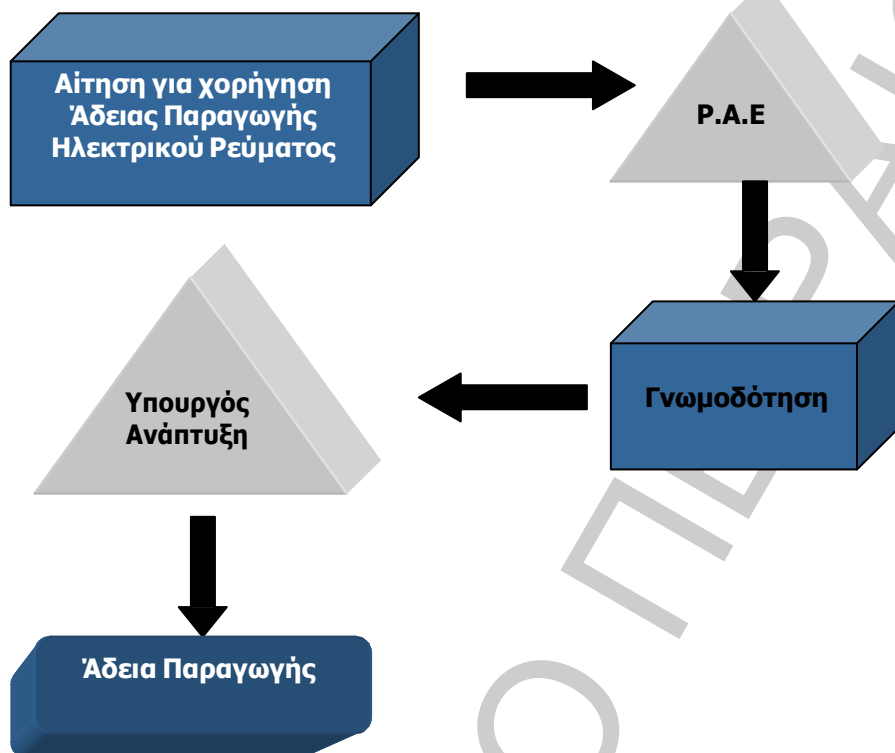 Αίτηση για χορήγηση
Άδειας Παραγωγής
Ηλεκτρικού Ρεύματος
Ρ.Α.Ε
Γνωμοδότηση
Υπουργός
Ανάπτυξη
Άδεια Παραγωγής